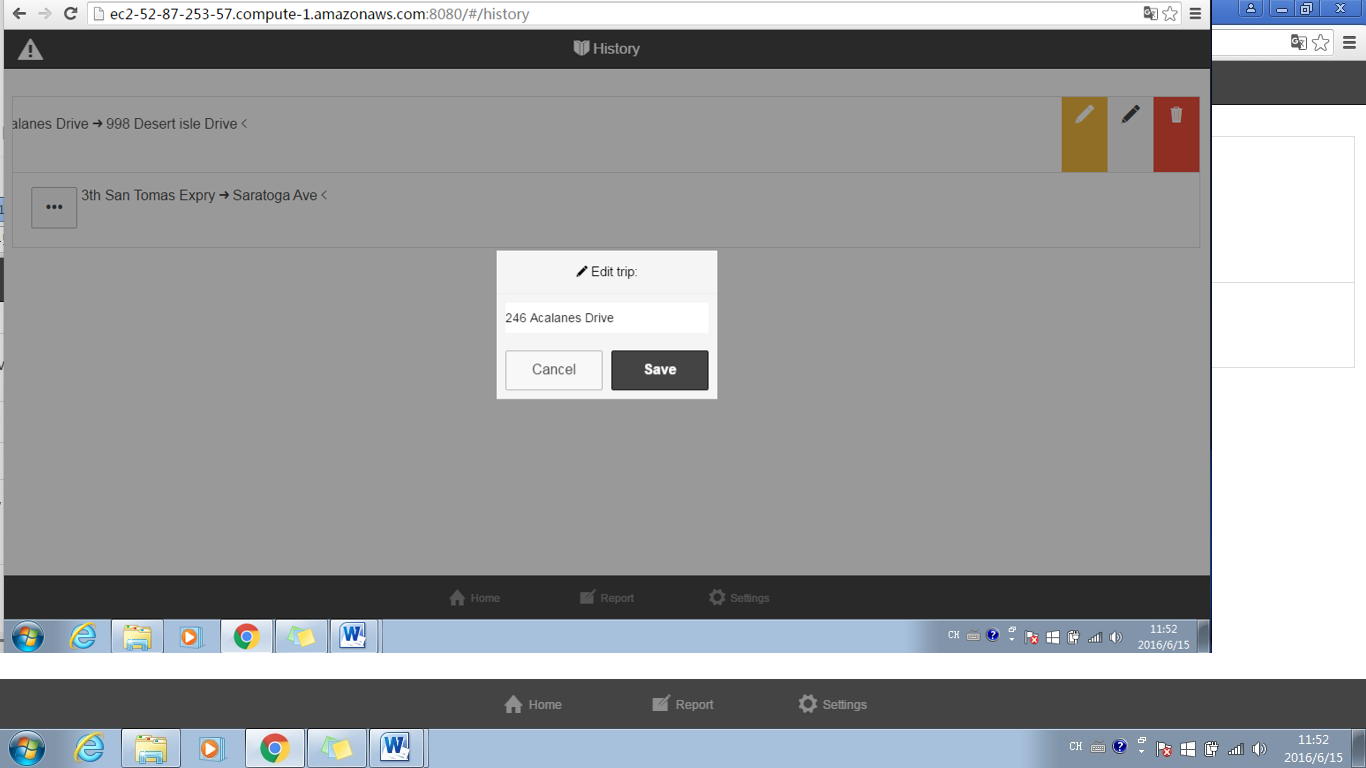 ec2-52-87-253-57.compute-1.amazonaws.com:8080/#/history
History
alanes Drive → 998 Desert isle Drive <
••• 3th San Tomas Expry → Saratoga Ave <
Edit trip:
246 Acalanes Drive
Cancel Save
Home Report Settings
CH 11:52
2016/6/15
Home Report Settings
CH 11:52
2016/6/15